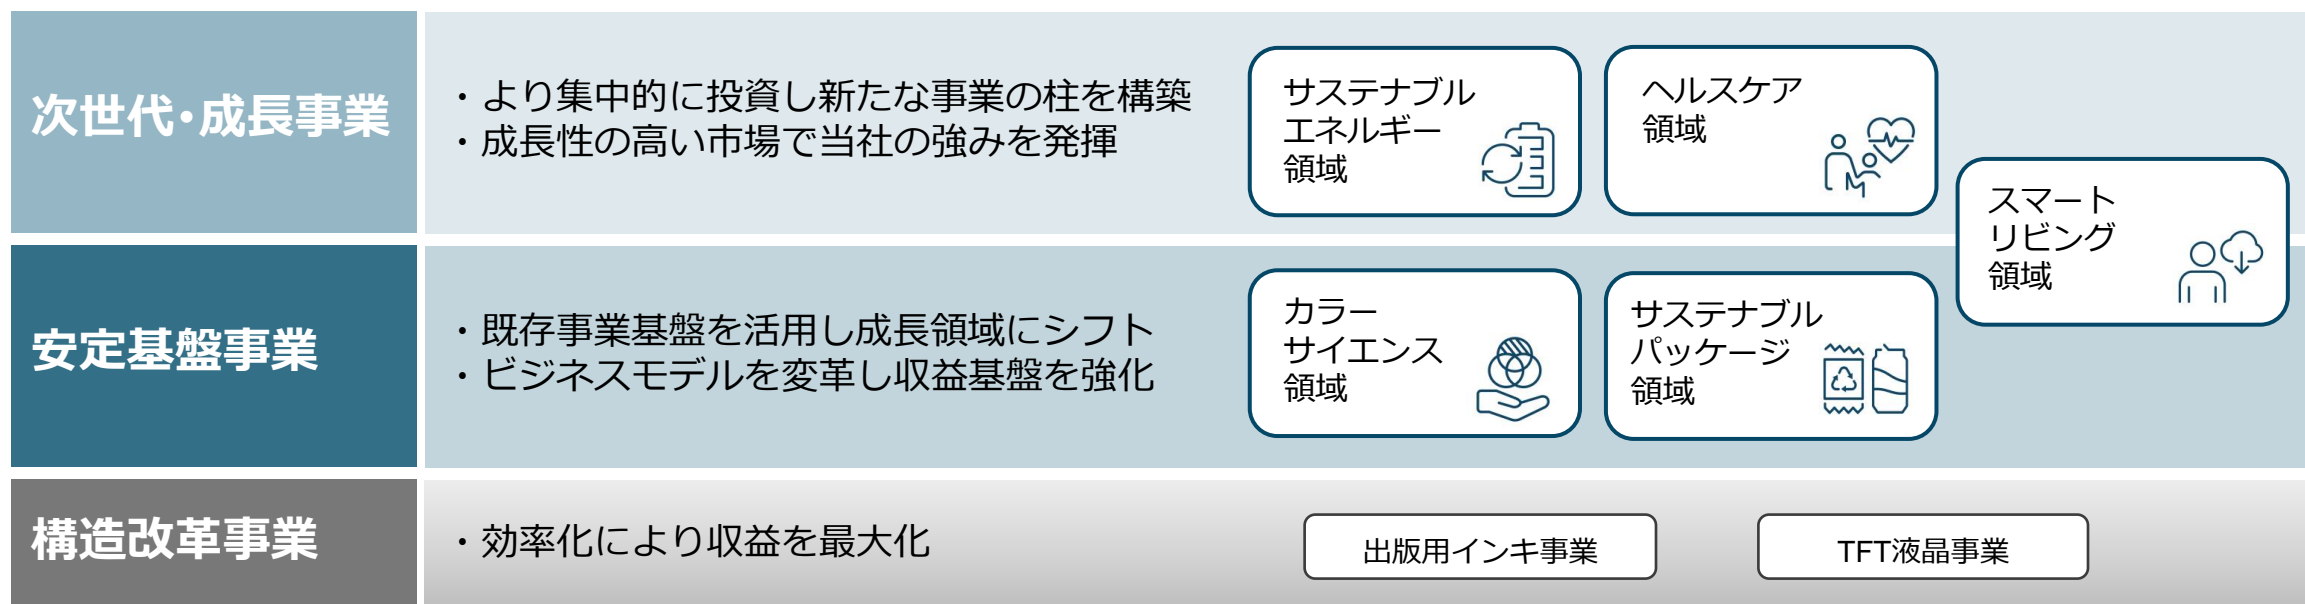 次世代・成長事業
・より集中的に投資し新たな事業の柱を構築
・成長性の高い市場で当社の強みを発揮
サステナブル
エネルギー
領域
ヘルスケア
領域
スマート
リビング
領域
安定基盤事業
・既存事業基盤を活用し成長領域にシフト
・ビジネスモデルを変革し収益基盤を強化
カラー
サイエンス
領域
サステナブル
パッケージ
領域
構造改革事業
・効率化により収益を最大化
出版用インキ事業
TFT液晶事業